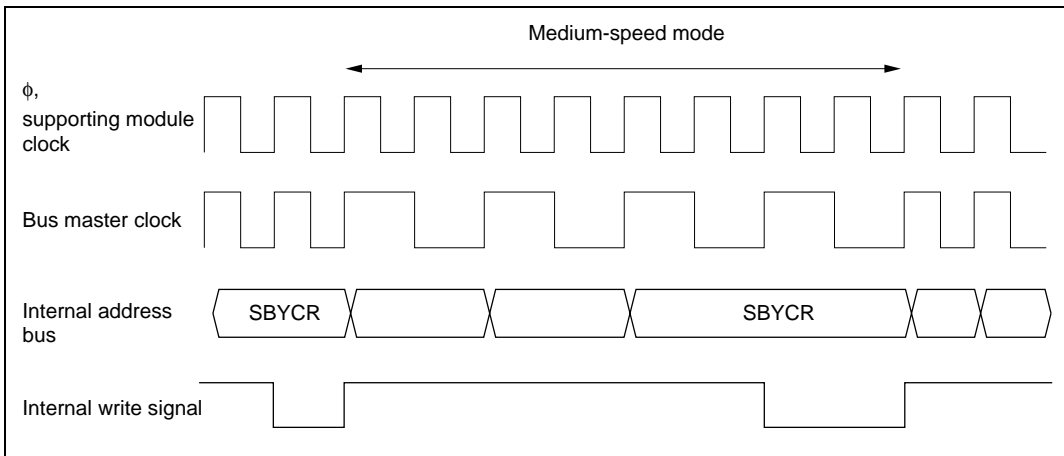 Medium-speed mode
ϕ,
supporting module
clock
Bus master clock
Internal address
bus
SBYCR
SBYCR
Internal write signal